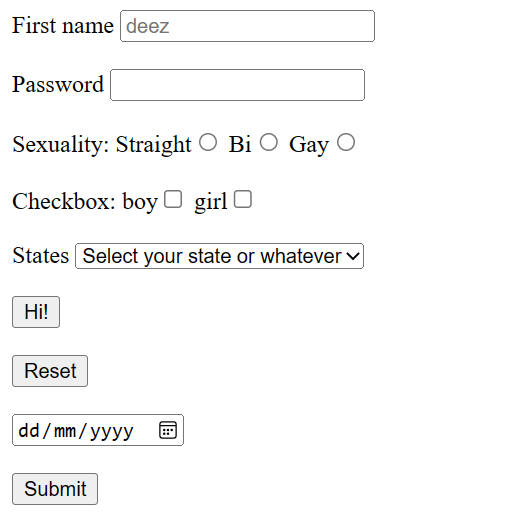 First name deez
Password
Sexuality: Straight Bi Gay
Checkbox: boy girl
States Select your state or whatever
Hi!
Reset
dd/mm/yyyy
Submit